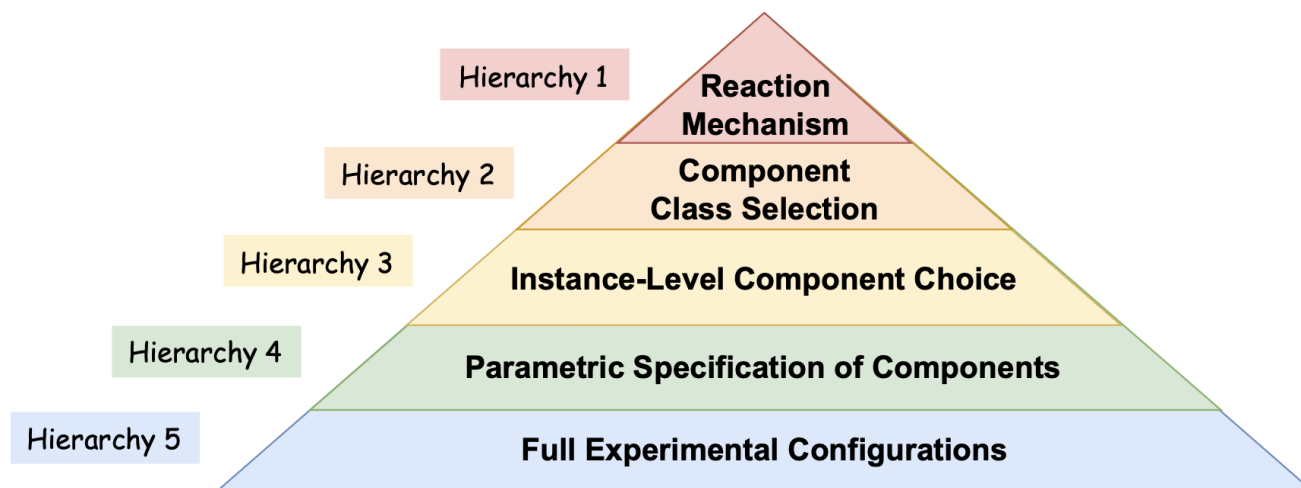 Hierarchy 1
Reaction
Mechanism
Hierarchy 2
Component
Class Selection
Hierarchy 3
Instance-Level Component Choice
Hierarchy 4
Parametric Specification of Components
Hierarchy 5
Full Experimental Configurations